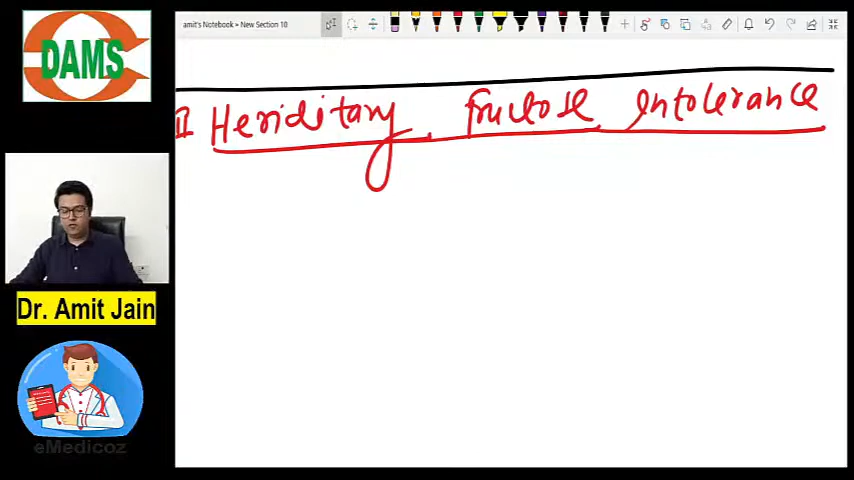 amit's Notebook > New Section 10
DAMS
II Heriditary Fructose Intolerance
Dr. Amit Jain
eMedicoz